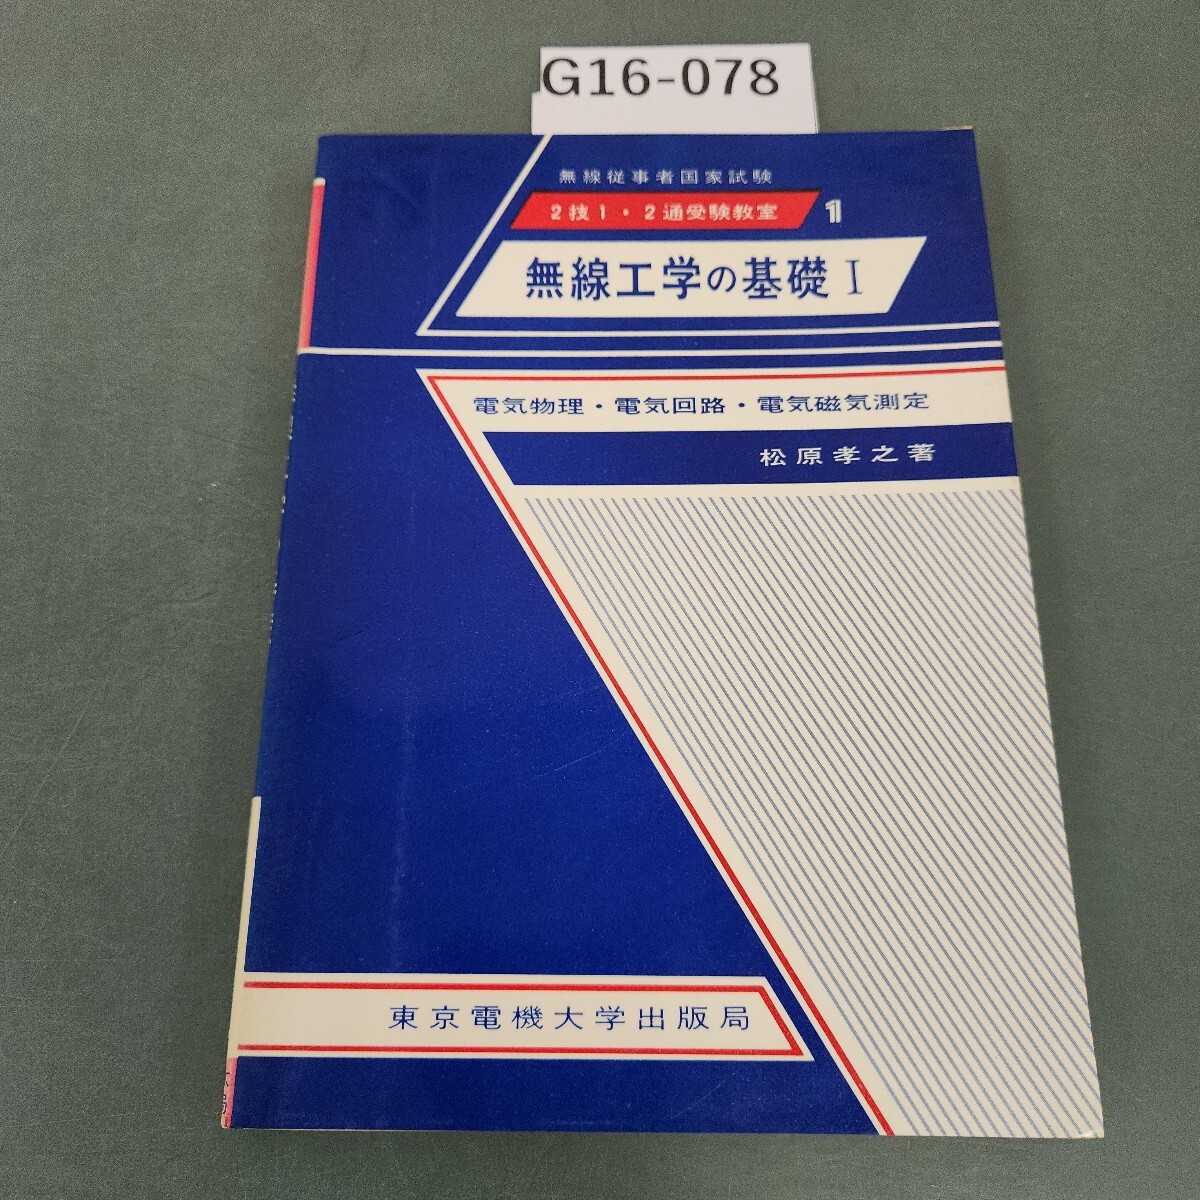 G16-078
無線従事者国家試験
2技1・2通受験教室 1
無線工学の基礎 I
電気物理・電気回路・電気磁気測定
松原孝之著
東京電機大学出版局